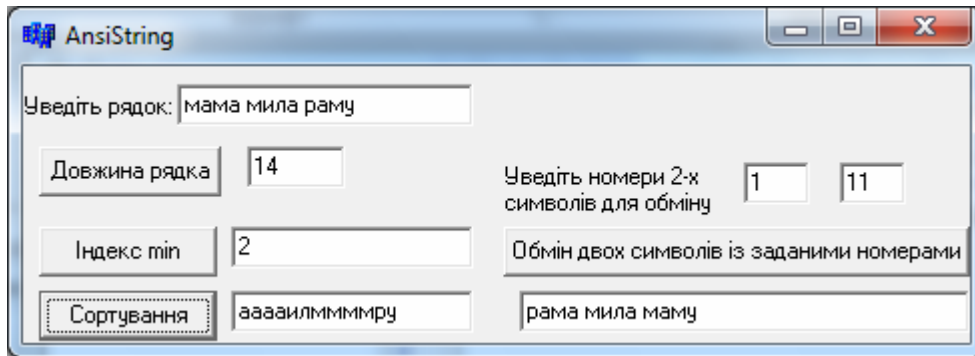 AnsiString
Уведіть рядок: мама мила раму
Довжина рядка 14
Уведіть номери 2-х символів для обміну 1 11
Індекс min 2
Обмін двох символів із заданими номерами
Сортування ааааилммммру
рама мила маму